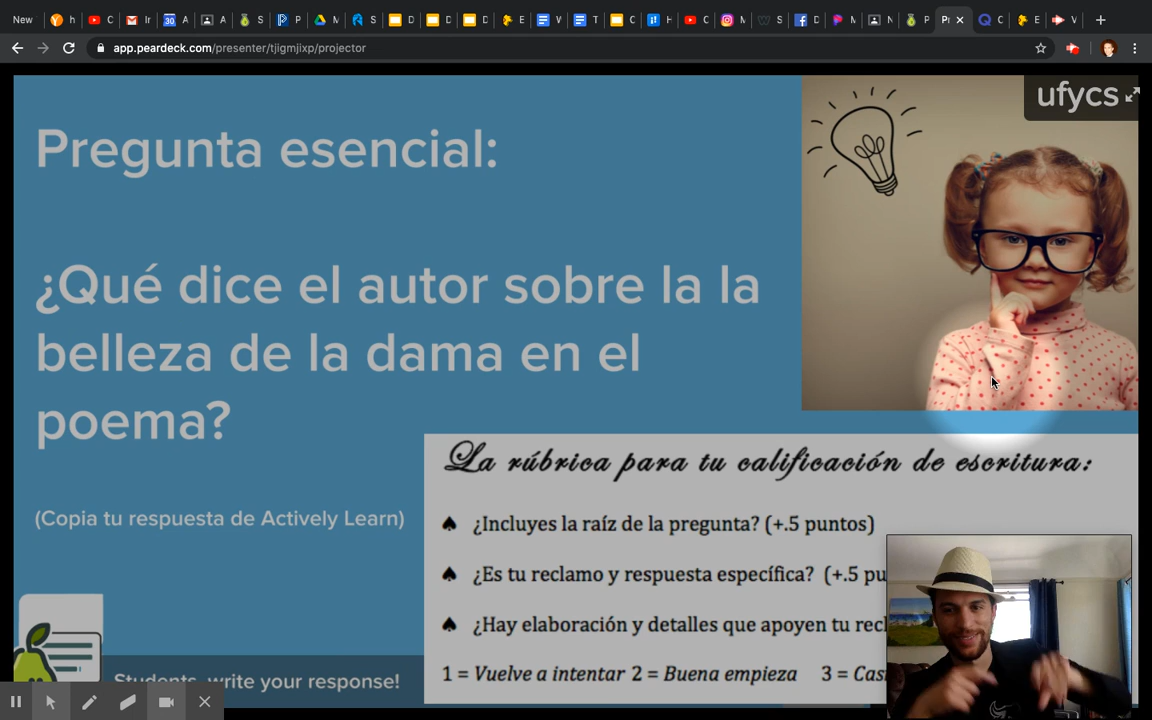 New
app.peardeck.com/presenter/tjigmjixp/projector
ufycs
Pregunta esencial:
¿Qué dice el autor sobre la la
belleza de la dama en el
poema?
(Copia tu respuesta de Actively Learn)
La rúbrica para tu calificación de escritura:
¿Incluyes la raíz de la pregunta? (+.5 puntos)
¿Es tu reclamo y respuesta específica? (+.5 pu
¿Hay elaboración y detalles que apoyen tu recl
1 = Vuelve a intentar 2 = Buena empieza 3 = Cas
Students, write your response!